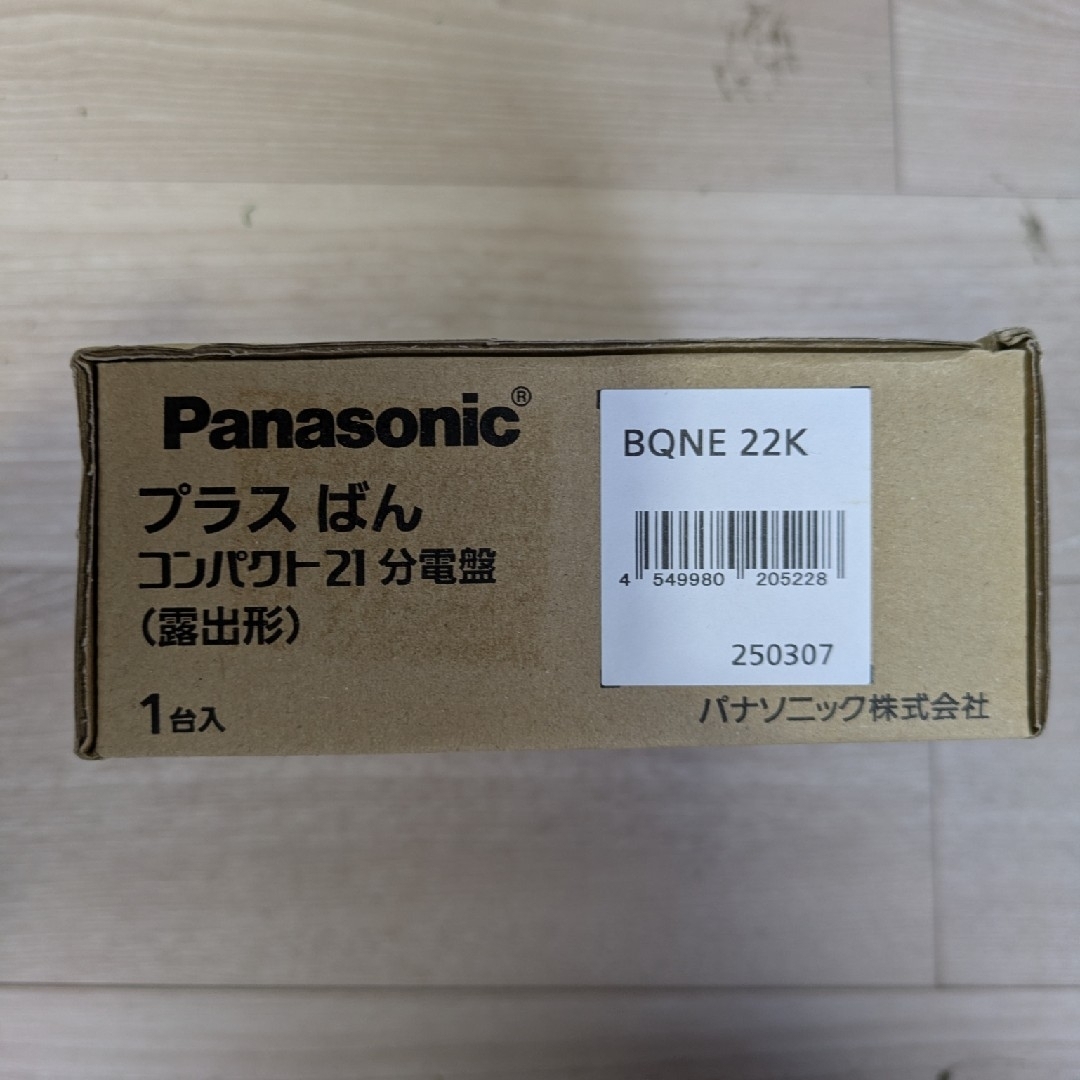 Panasonic®
プラス ばん
コンパクト21 分電盤
(露出形)
1台入
BQNE 22K
4 549980 205228
250307
パナソニック株式会社